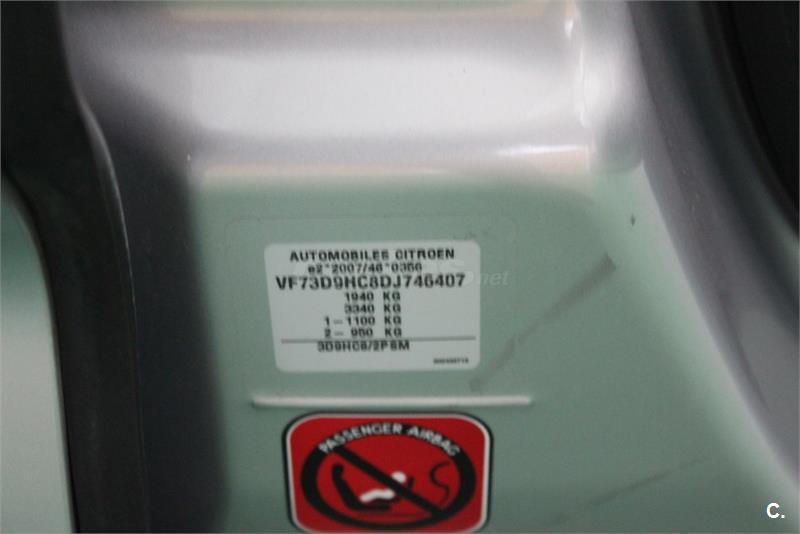 AUTOMOBILES CITROEN
e2*2007/46*0356
VF73D9HC8DJ746407
1940 KG
3340 KG
1- 1100 KG
2- 950 KG
3D9HC8/2PSM
PASSENGER AIRBAG
C.